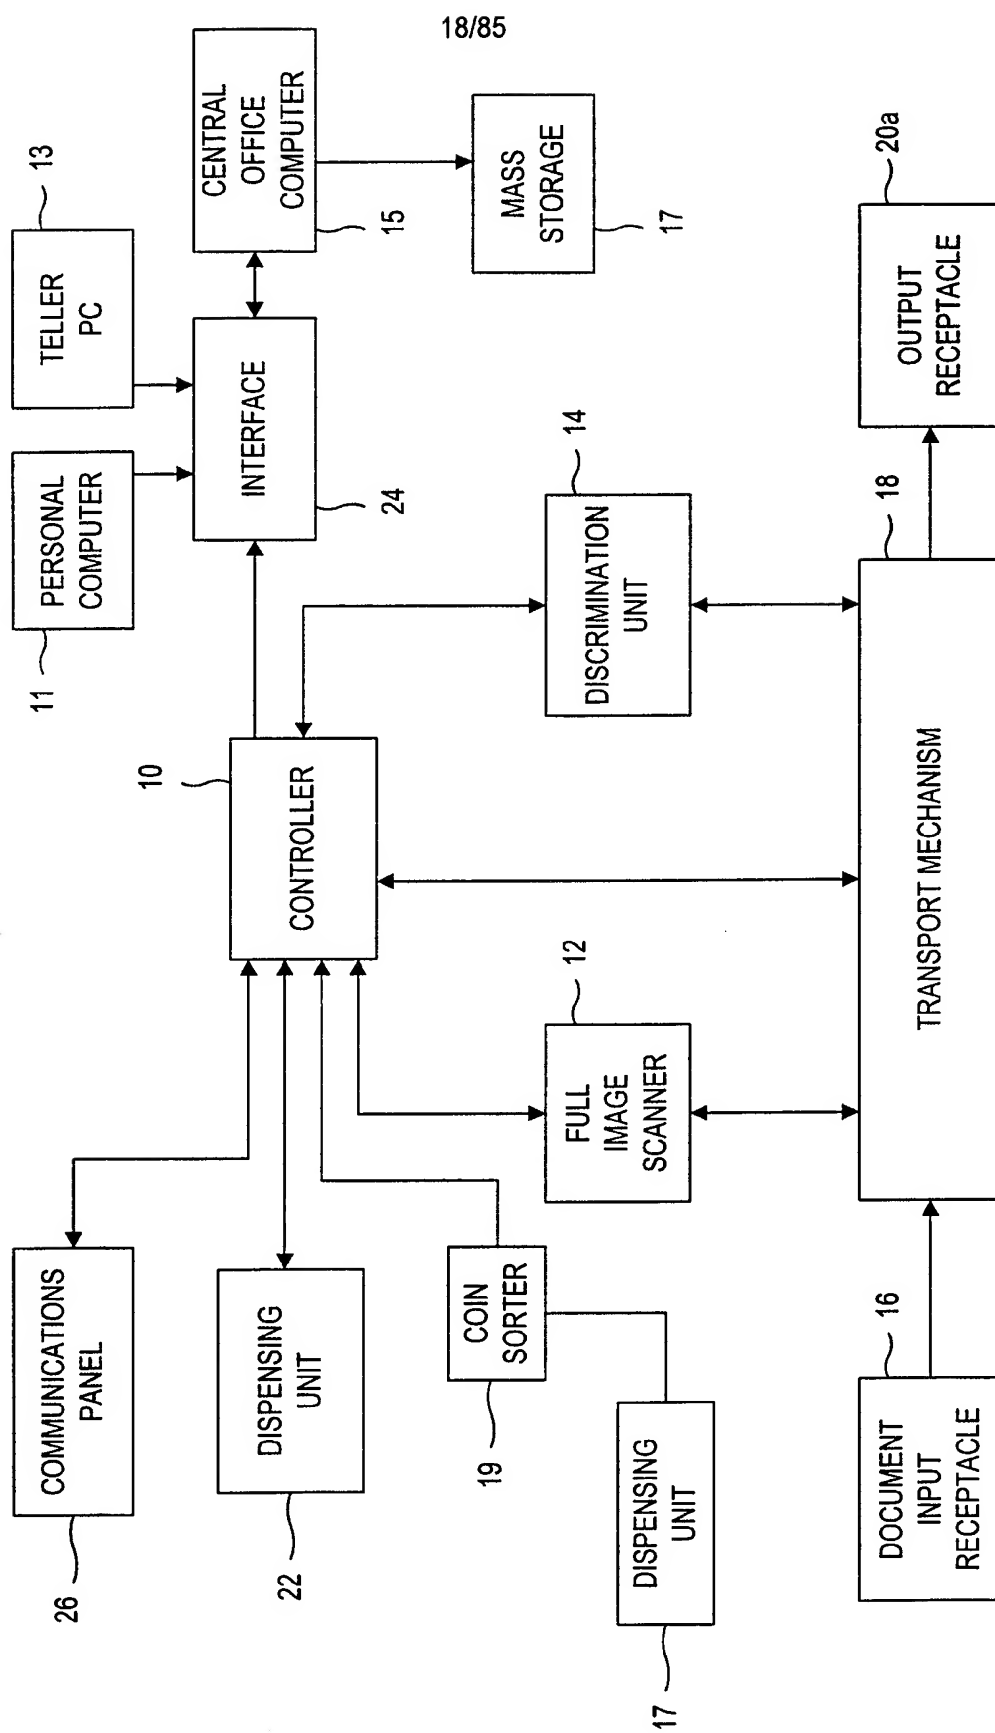 18/85
COMMUNICATIONS
PANEL
26
DISPENSING
UNIT
22
COIN
SORTER
19
DISPENSING
UNIT
17
PERSONAL
COMPUTER
11
TELLER
PC
13
CONTROLLER
10
INTERFACE
24
CENTRAL
OFFICE
COMPUTER
15
MASS
STORAGE
17
FULL
IMAGE
SCANNER
12
DISCRIMINATION
UNIT
14
DOCUMENT
INPUT
RECEPTACLE
16
TRANSPORT MECHANISM
18
OUTPUT
RECEPTACLE
20a